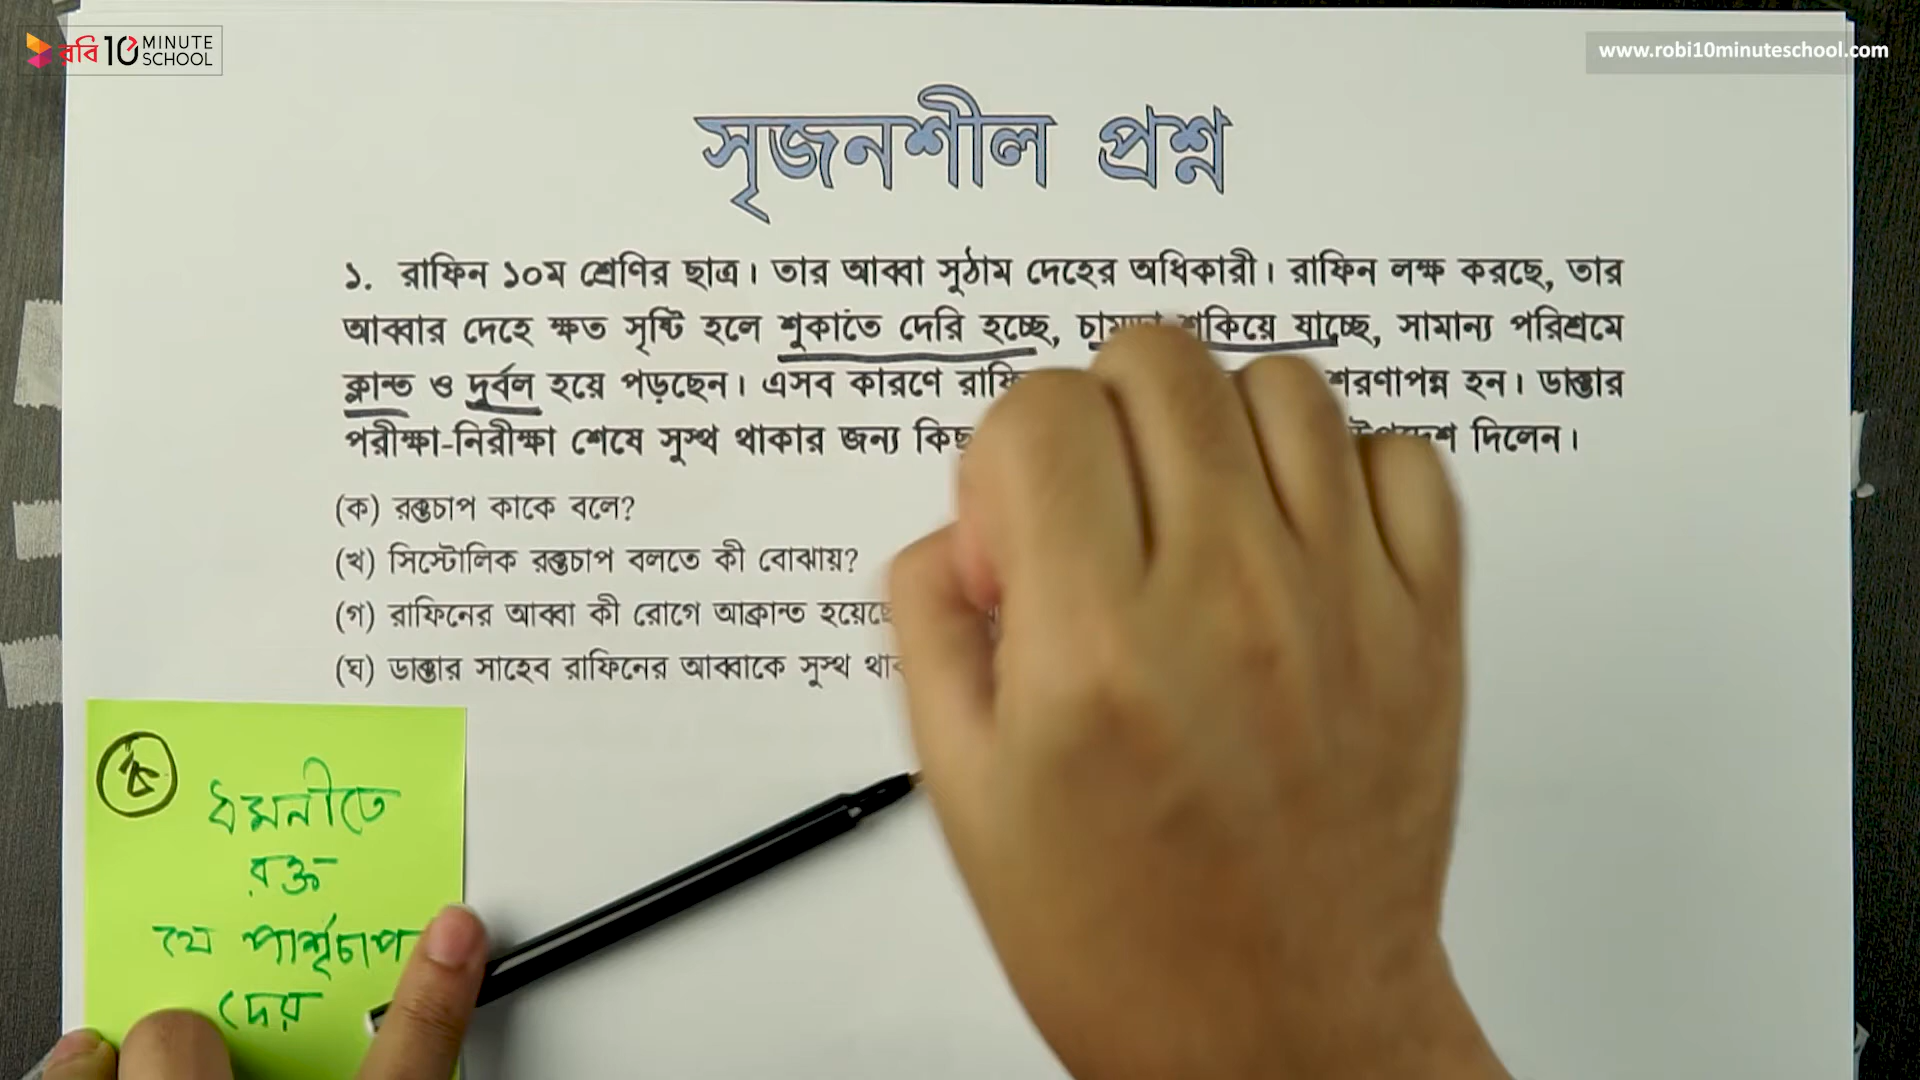 রবি 10 MINUTE SCHOOL
www.robi10minuteschool.com
সৃজনশীল প্রশ্ন
১. রাফিন ১০ম শ্রেণির ছাত্র। তার আব্বা সুঠাম দেহের অধিকারী। রাফিন লক্ষ করছে, তার
আব্বার দেহে ক্ষত সৃষ্টি হলে শুকাতে দেরি হচ্ছে, যাচ্ছে, সামান্য পরিশ্রমে
ক্লান্ত ও দুর্বল হয়ে পড়ছেন। এসব কারণে শরণাপন্ন হন। ডাক্তার
পরীক্ষা-নিরীক্ষা শেষে সুস্থ থাকার জন্য দিলেন।
(ক) রক্তচাপ কাকে বলে?
(খ) সিস্টোলিক রক্তচাপ বলতে কী বোঝায়?
(গ) রাফিনের আব্বা কী রোগে আক্রান্ত
(ঘ) ডাক্তার সাহেব রাফিনের আব্বাকে সুস্থ
ক
ধমনীতে
রক্ত
যে পার্শ্বচাপ
দেয়